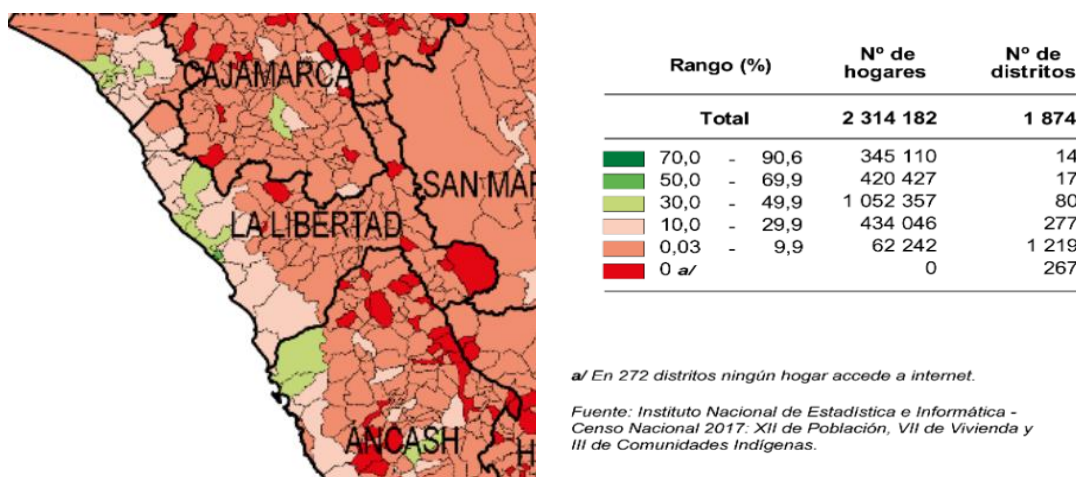 CAJAMARCA
SAN MAR
LA LIBERTAD
ÁNCASH
H
Rango (%) Nº de hogares Nº de distritos
Total 2 314 182 1 874
70,0 - 90,6 345 110 14
50,0 - 69,9 420 427 17
30,0 - 49,9 1 052 357 80
10,0 - 29,9 434 046 277
0,03 - 9,9 62 242 1 219
0 a/ 0 267
a/ En 272 distritos ningún hogar accede a internet.
Fuente: Instituto Nacional de Estadística e Informática -
Censo Nacional 2017: XII de Población, VII de Vivienda y
III de Comunidades Indígenas.